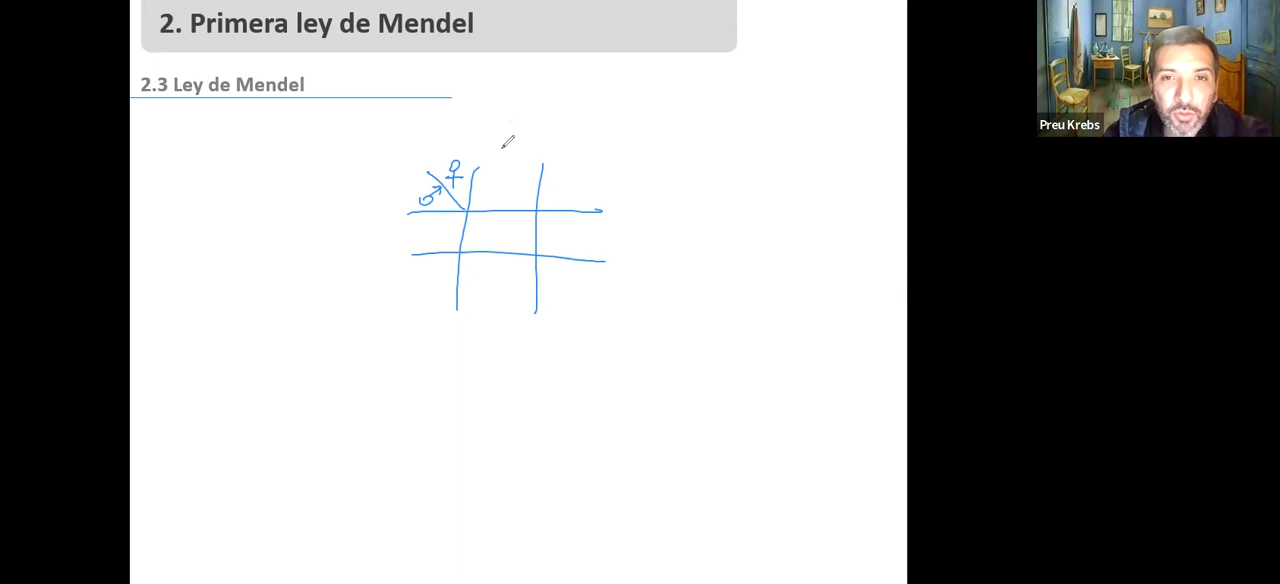 2. Primera ley de Mendel
2.3 Ley de Mendel
♀
♂
Preu Krebs